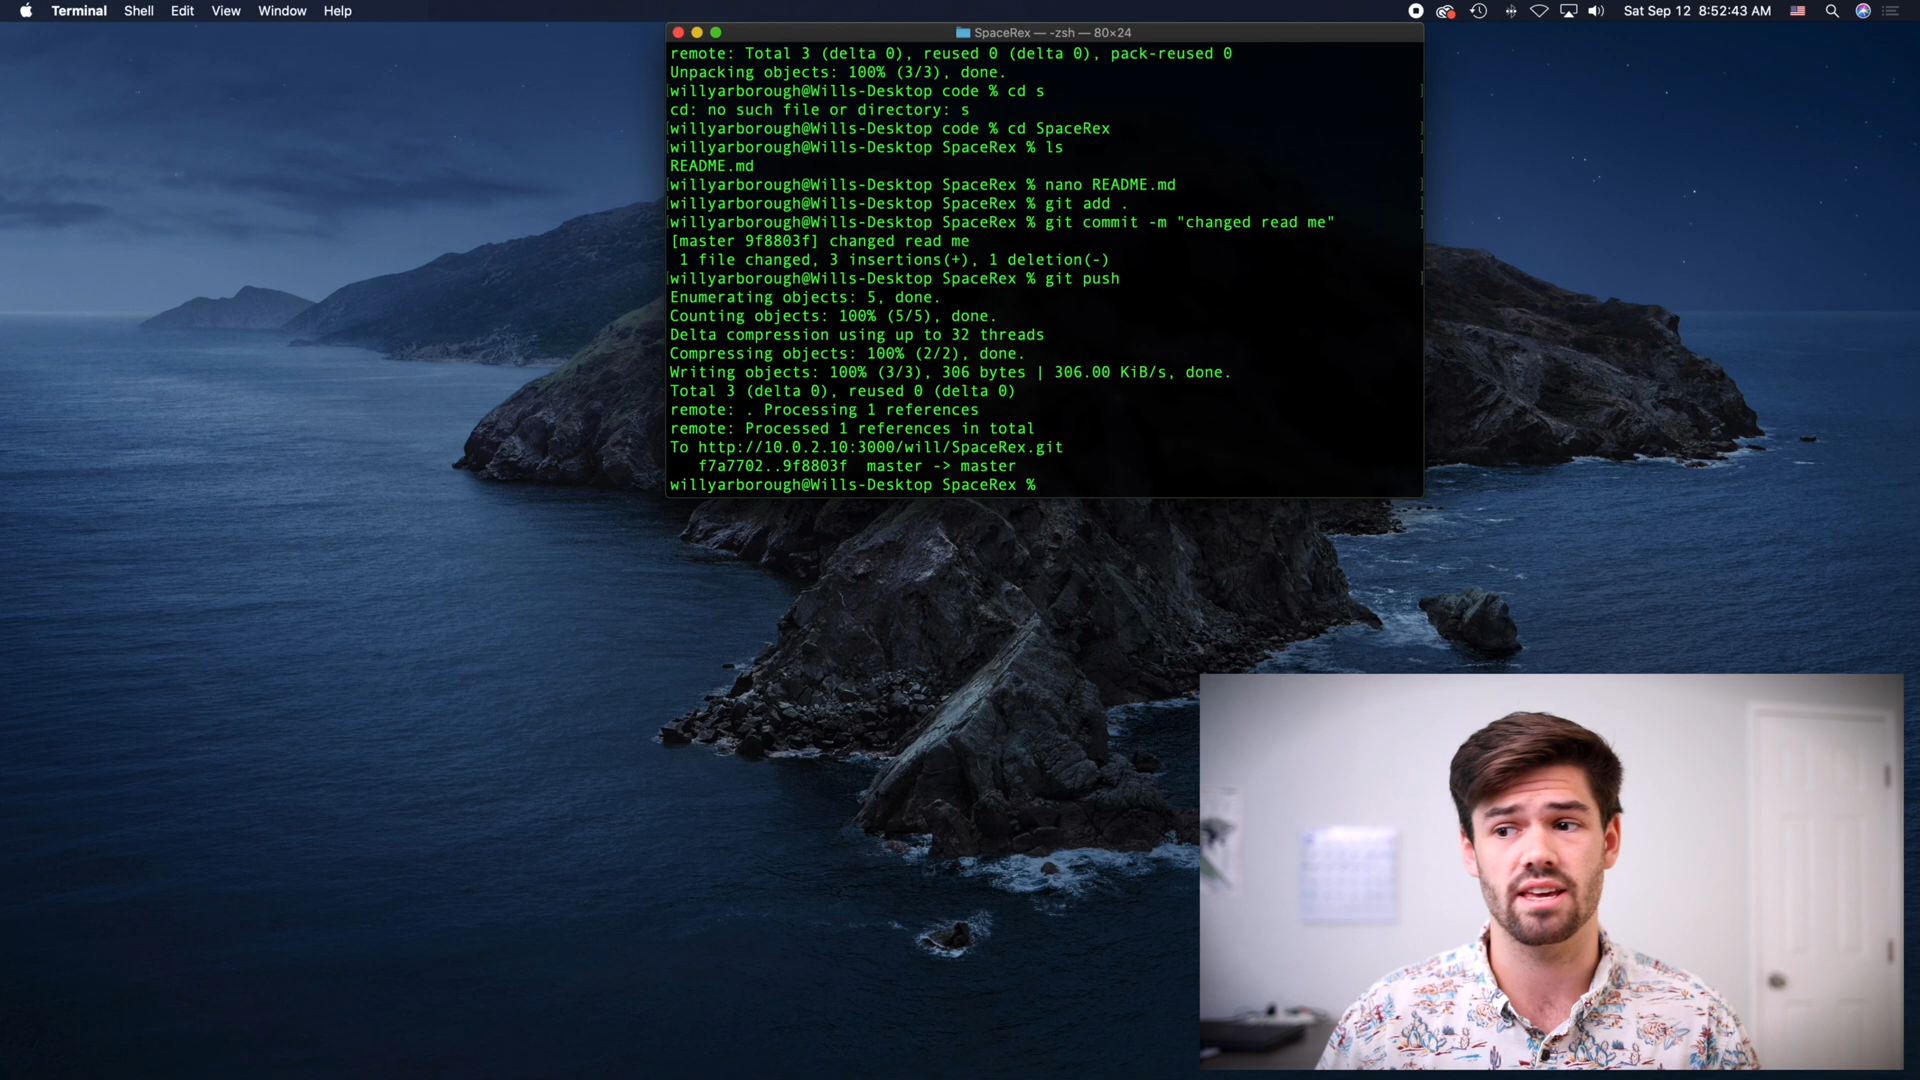 Terminal Shell Edit View Window Help
Sat Sep 12 8:52:43 AM
SpaceRex — -zsh — 80×24
remote: Total 3 (delta 0), reused 0 (delta 0), pack-reused 0
Unpacking objects: 100% (3/3), done.
[willyarborough@Wills-Desktop code % cd s ]
cd: no such file or directory: s
[willyarborough@Wills-Desktop code % cd SpaceRex ]
[willyarborough@Wills-Desktop SpaceRex % ls ]
README.md
[willyarborough@Wills-Desktop SpaceRex % nano README.md ]
[willyarborough@Wills-Desktop SpaceRex % git add . ]
[willyarborough@Wills-Desktop SpaceRex % git commit -m "changed read me" ]
[master 9f8803f] changed read me
1 file changed, 3 insertions(+), 1 deletion(-)
[willyarborough@Wills-Desktop SpaceRex % git push ]
Enumerating objects: 5, done.
Counting objects: 100% (5/5), done.
Delta compression using up to 32 threads
Compressing objects: 100% (2/2), done.
Writing objects: 100% (3/3), 306 bytes | 306.00 KiB/s, done.
Total 3 (delta 0), reused 0 (delta 0)
remote: . Processing 1 references
remote: Processed 1 references in total
To http://10.0.2.10:3000/will/SpaceRex.git
f7a7702..9f8803f master -> master
willyarborough@Wills-Desktop SpaceRex %